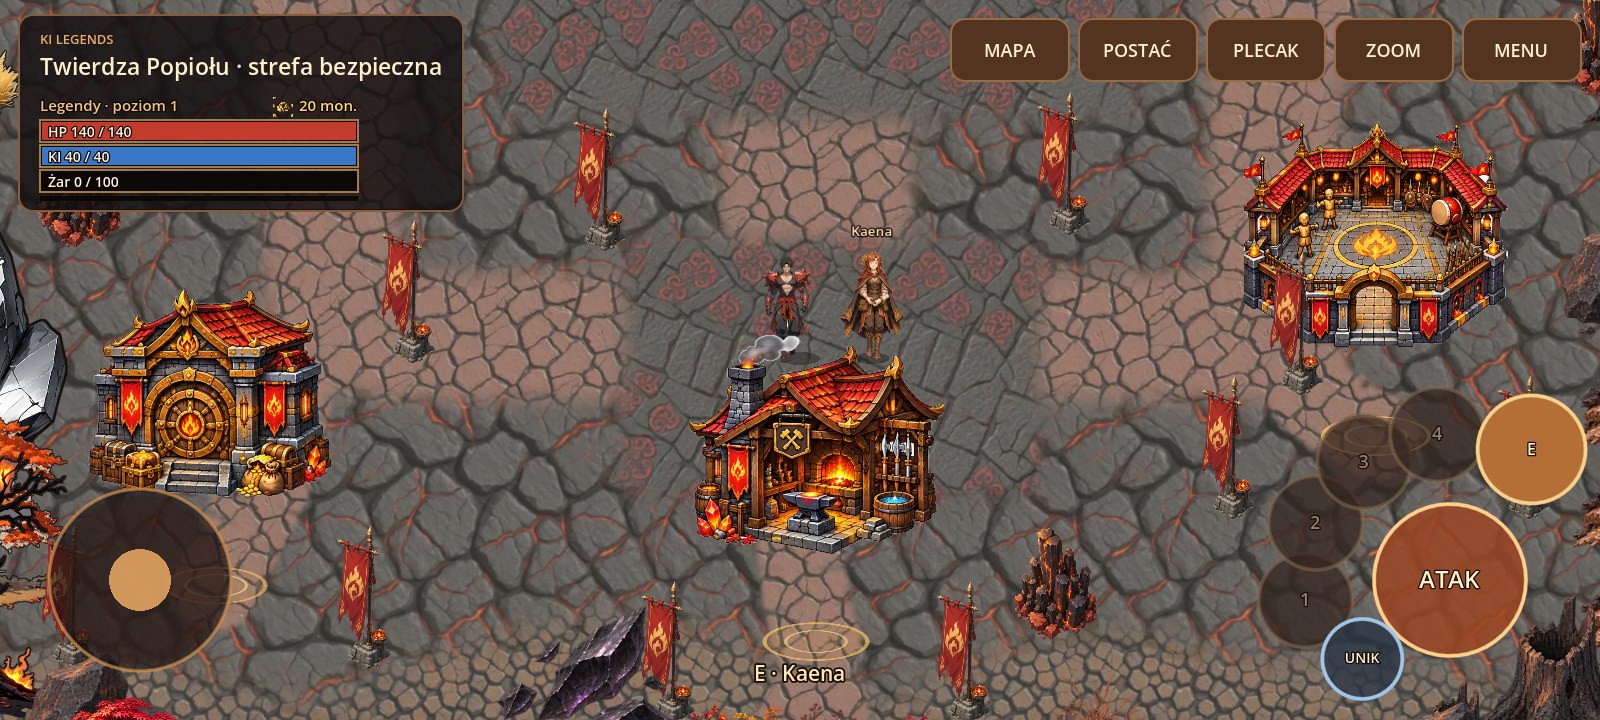 KI LEGENDS
Twierdza Popiołu · strefa bezpieczna
Legendy · poziom 1
· 20 mon.
HP 140 / 140
KI 40 / 40
Żar 0 / 100
MAPA
POSTAĆ
PLECAK
ZOOM
MENU
Kaena
4
E
3
2
ATAK
1
UNIK
E · Kaena